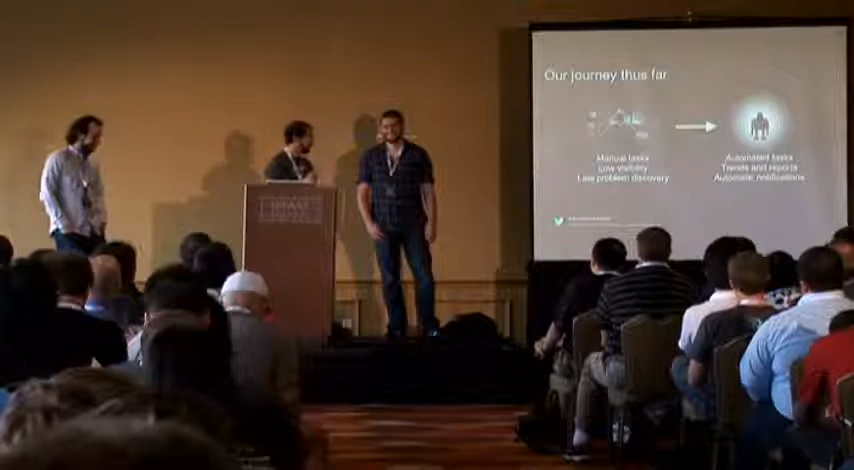 Our journey thus far
Manual tasks
Low visibility
Late problem discovery
Automated tasks
Trends and reports
Automatic notifications